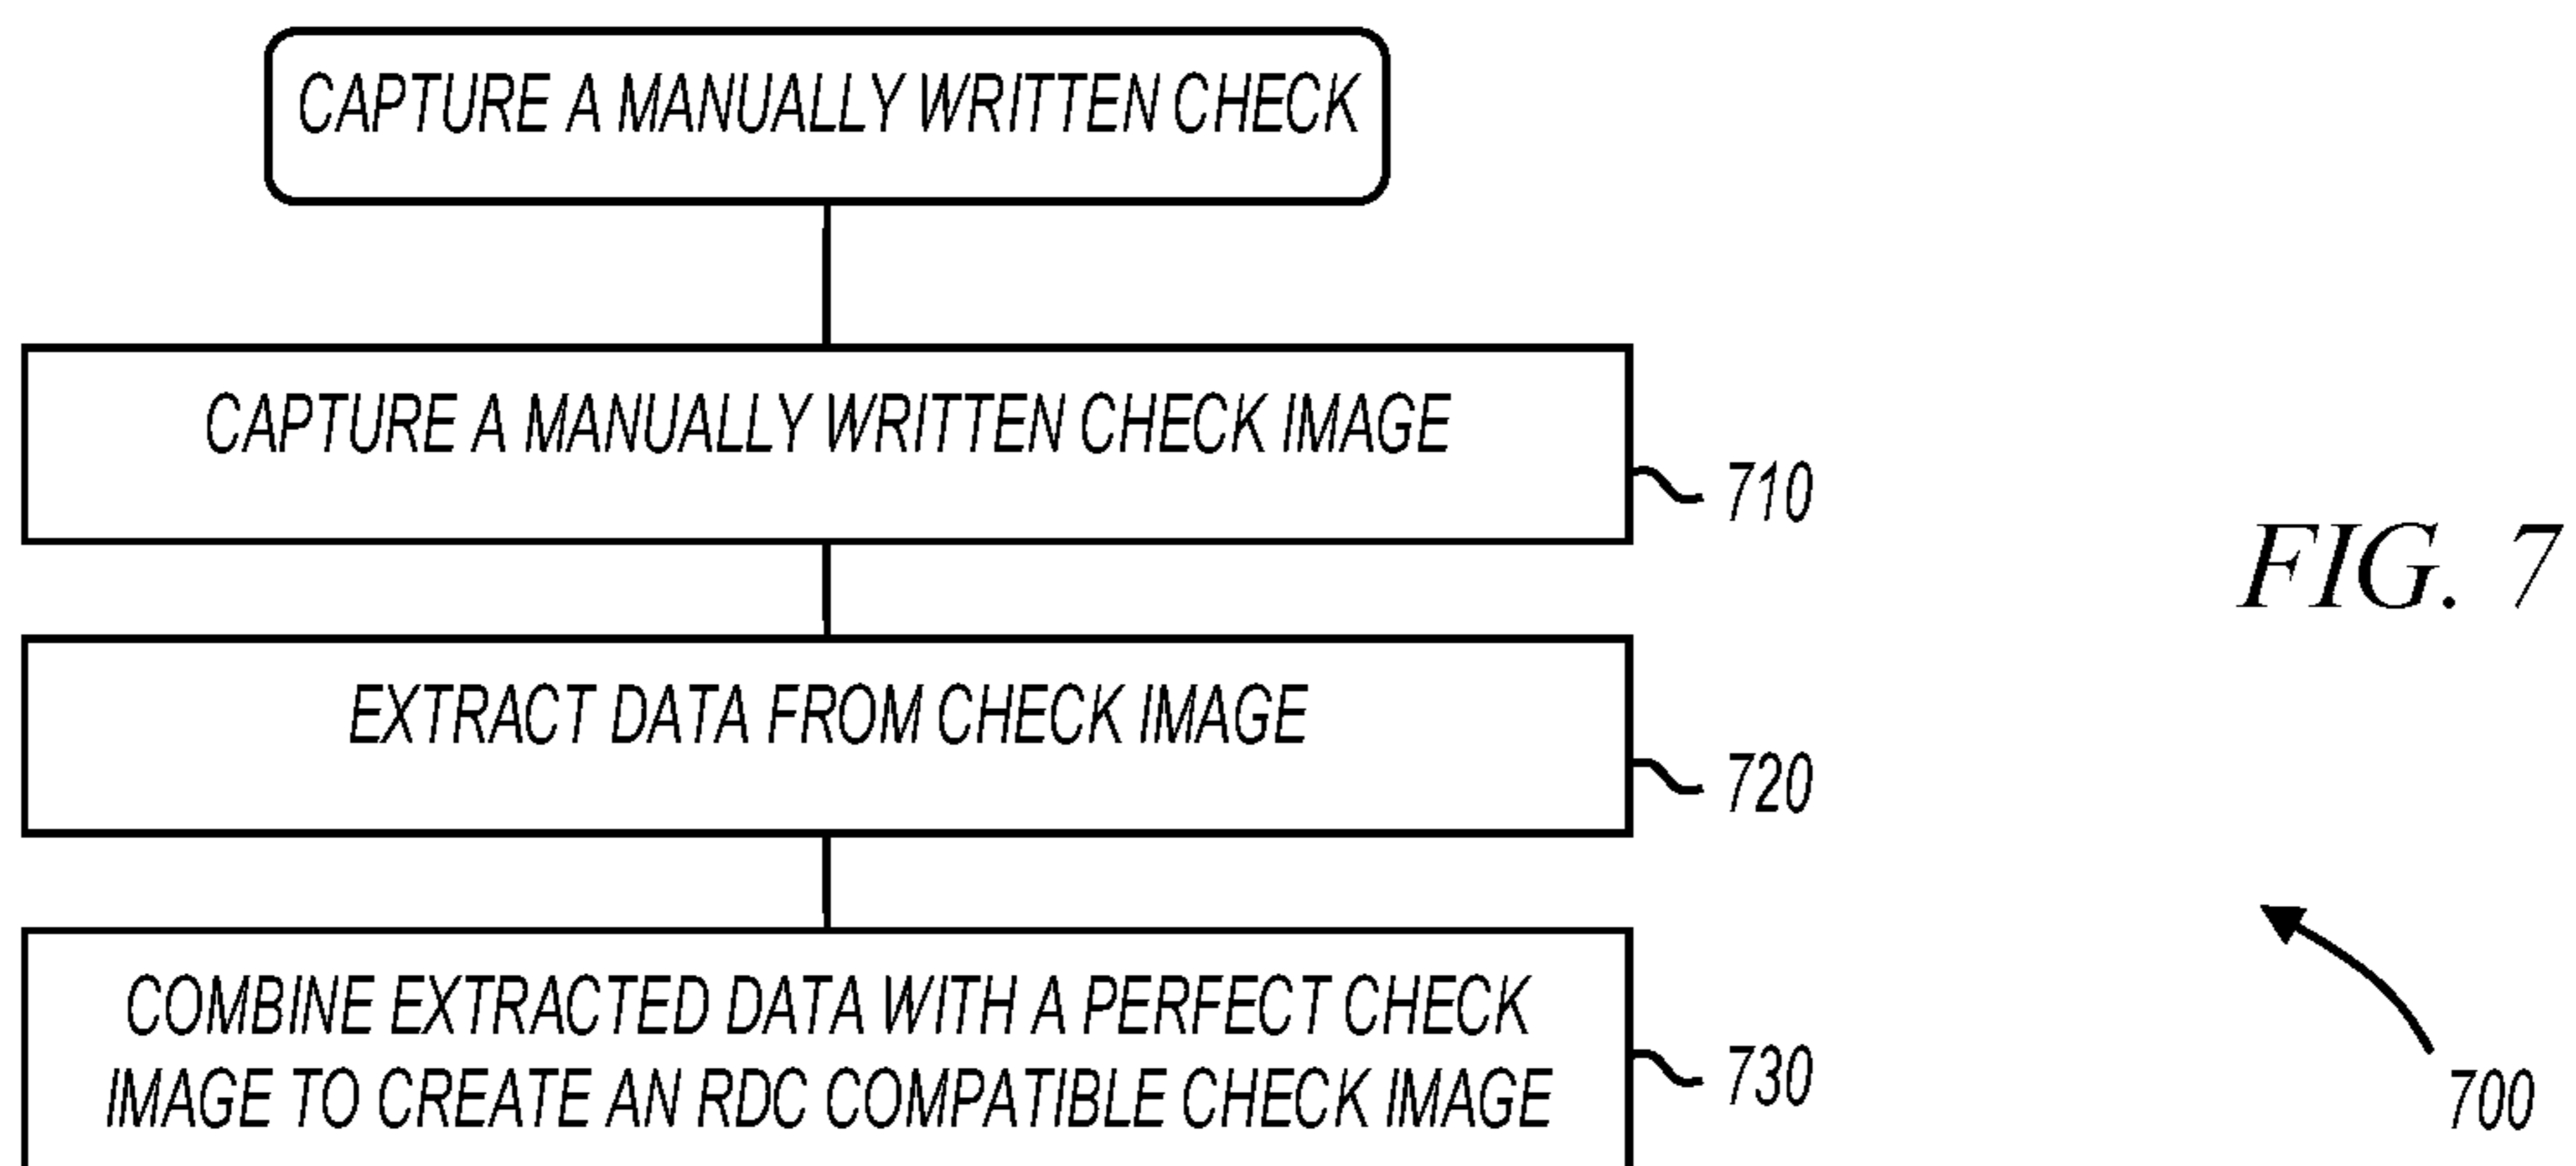 CAPTURE A MANUALLY WRITTEN CHECK
CAPTURE A MANUALLY WRITTEN CHECK IMAGE
710
EXTRACT DATA FROM CHECK IMAGE
720
COMBINE EXTRACTED DATA WITH A PERFECT CHECK
IMAGE TO CREATE AN RDC COMPATIBLE CHECK IMAGE
730
FIG. 7
700